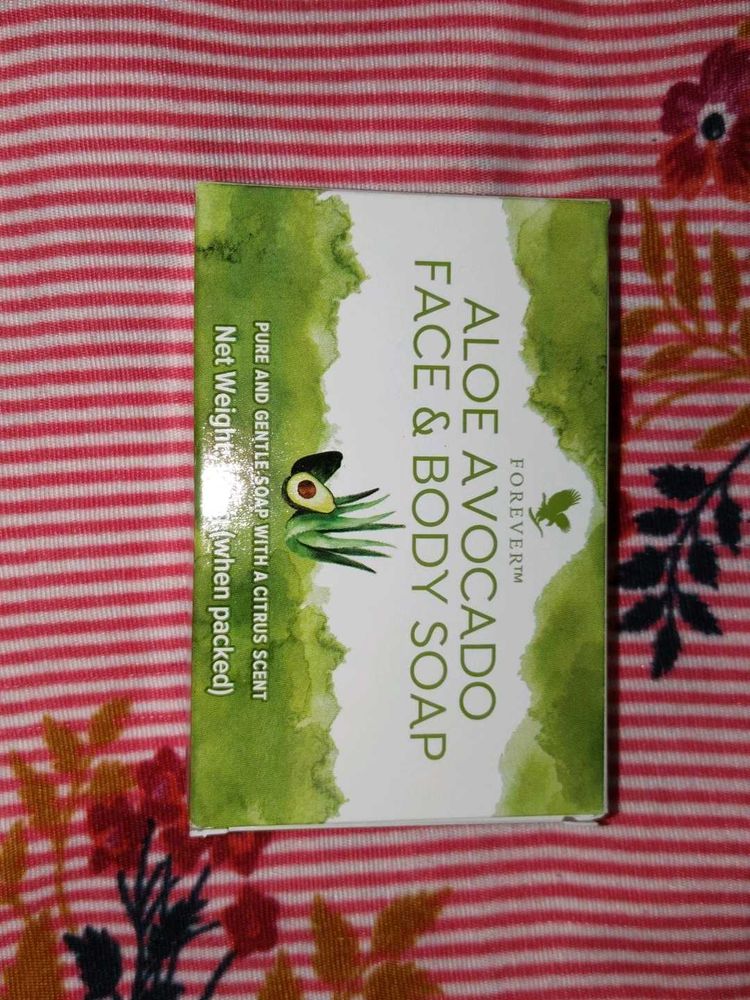 FOREVER™
ALOE AVOCADO
FACE & BODY SOAP
PURE AND GENTLE SOAP WITH A CITRUS SCENT
Net Weight: (when packed)